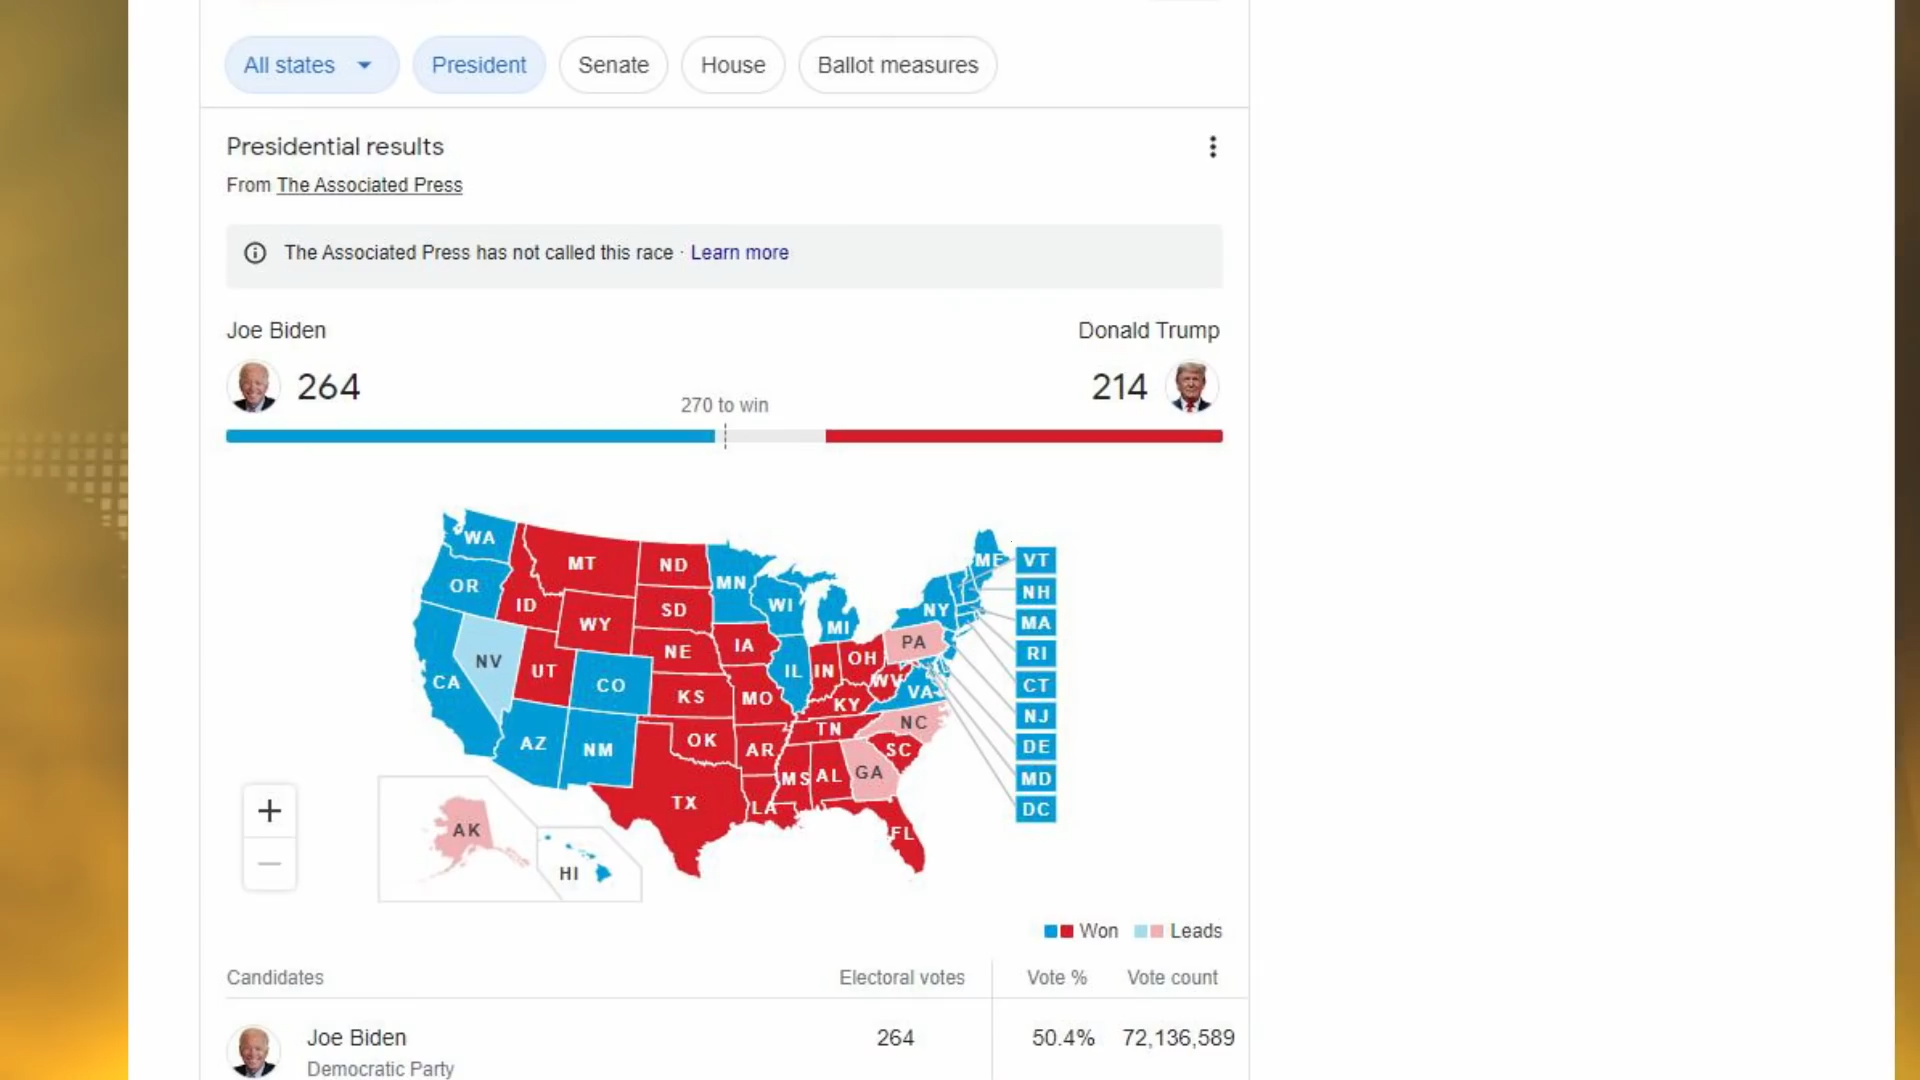 All states
President
Senate
House
Ballot measures
Presidential results
From The Associated Press
The Associated Press has not called this race · Learn more
Joe Biden
Donald Trump
264
214
270 to win
WA
OR
CA
NV
ID
MT
WY
UT
CO
AZ
NM
ND
SD
NE
KS
OK
TX
MN
IA
MO
AR
LA
WI
IL
MI
IN
OH
KY
TN
MS
AL
GA
FL
SC
NC
VA
WV
PA
NY
ME
VT
NH
MA
RI
CT
NJ
DE
MD
DC
AK
HI
+
−
Won
Leads
Candidates
Electoral votes
Vote %
Vote count
Joe Biden
264
50.4%
72,136,589
Democratic Party